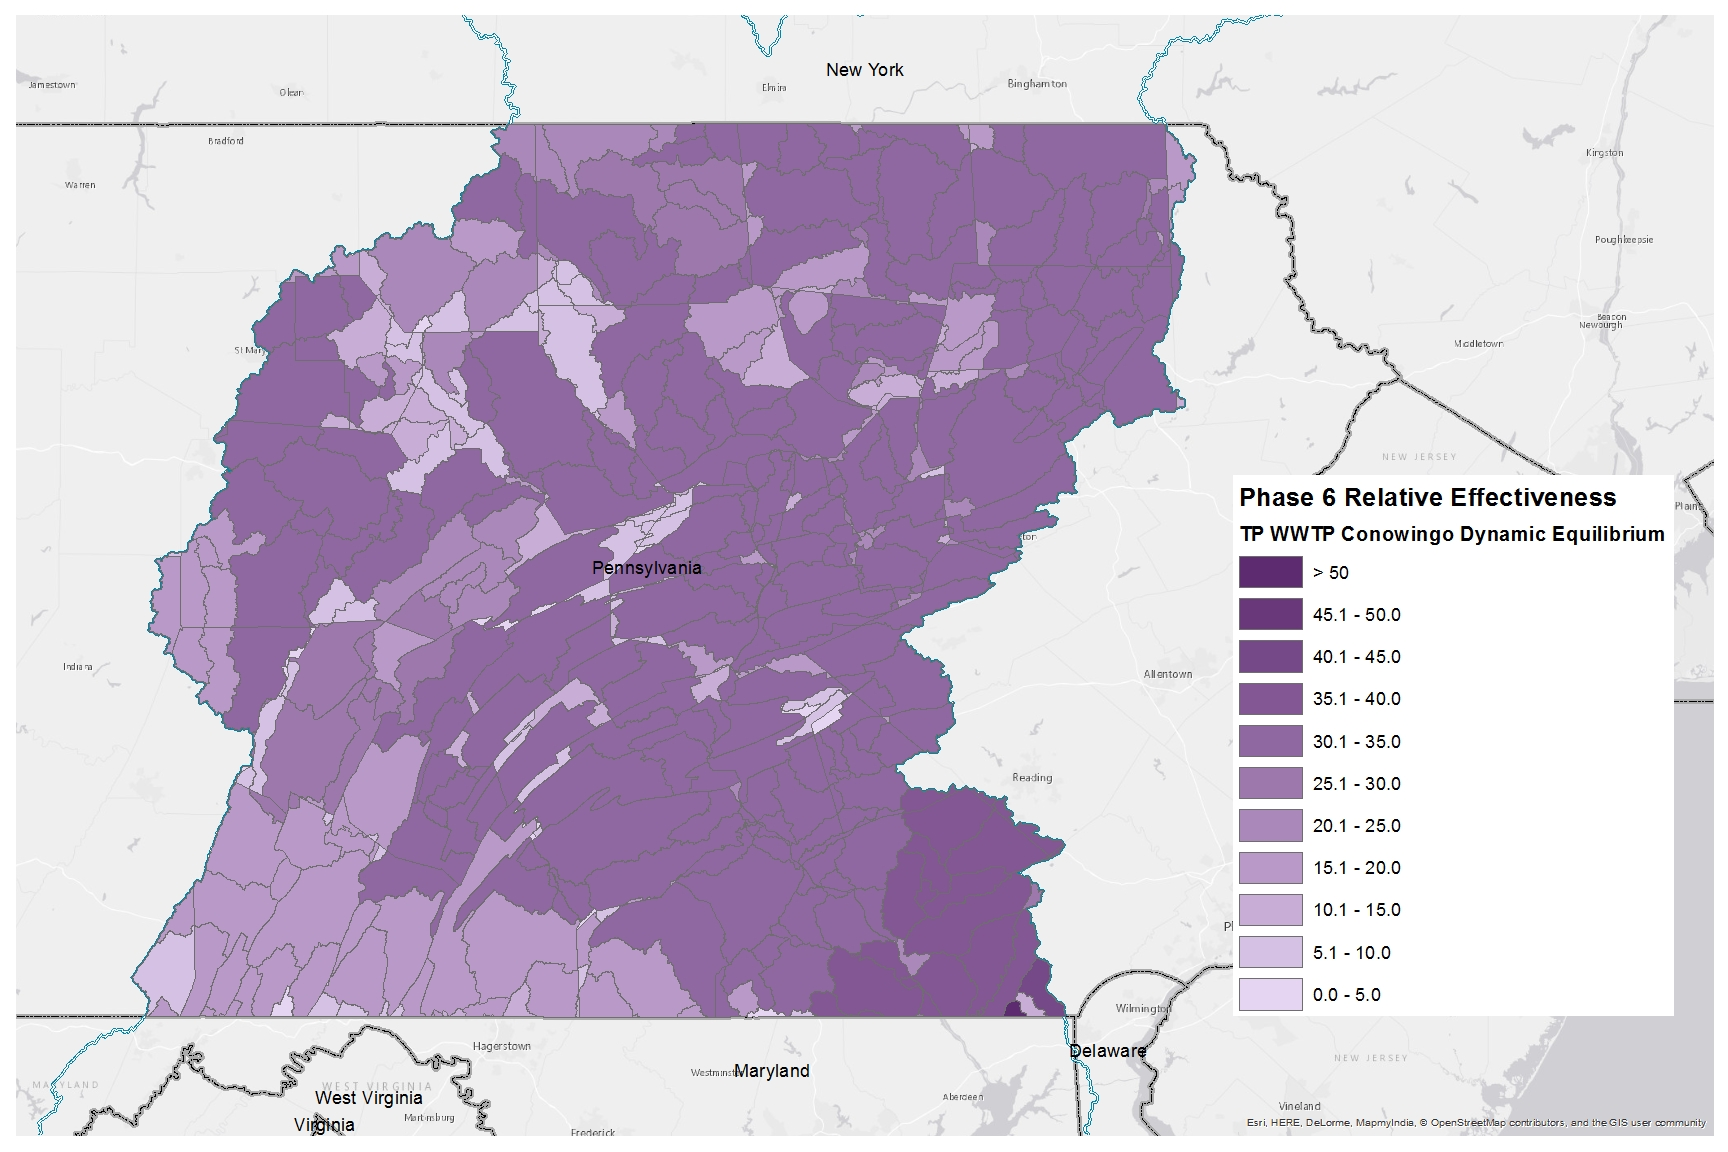 New York
Jamestown
Olean
Elmira
Binghamton
Bradford
Kingston
Warren
Poughkeepsie
Beacon
Newburgh
Middletown
St Mary
NEW JERSEY
Phase 6 Relative Effectiveness
TP WWTP Conowingo Dynamic Equilibrium
> 50
45.1 - 50.0
40.1 - 45.0
35.1 - 40.0
30.1 - 35.0
25.1 - 30.0
20.1 - 25.0
15.1 - 20.0
10.1 - 15.0
5.1 - 10.0
0.0 - 5.0
Plain
ton
Pennsylvania
Indiana
Allentown
Reading
Wilmington
Hagerstown
Delaware
Westminst
Maryland
NEW JERSEY
MARYLAND
WEST VIRGINIA
West Virginia
Aberdeen
Vineland
Martinsburg
Virginia
Frederick
Esri, HERE, DeLorme, MapmyIndia, © OpenStreetMap contributors, and the GIS user community